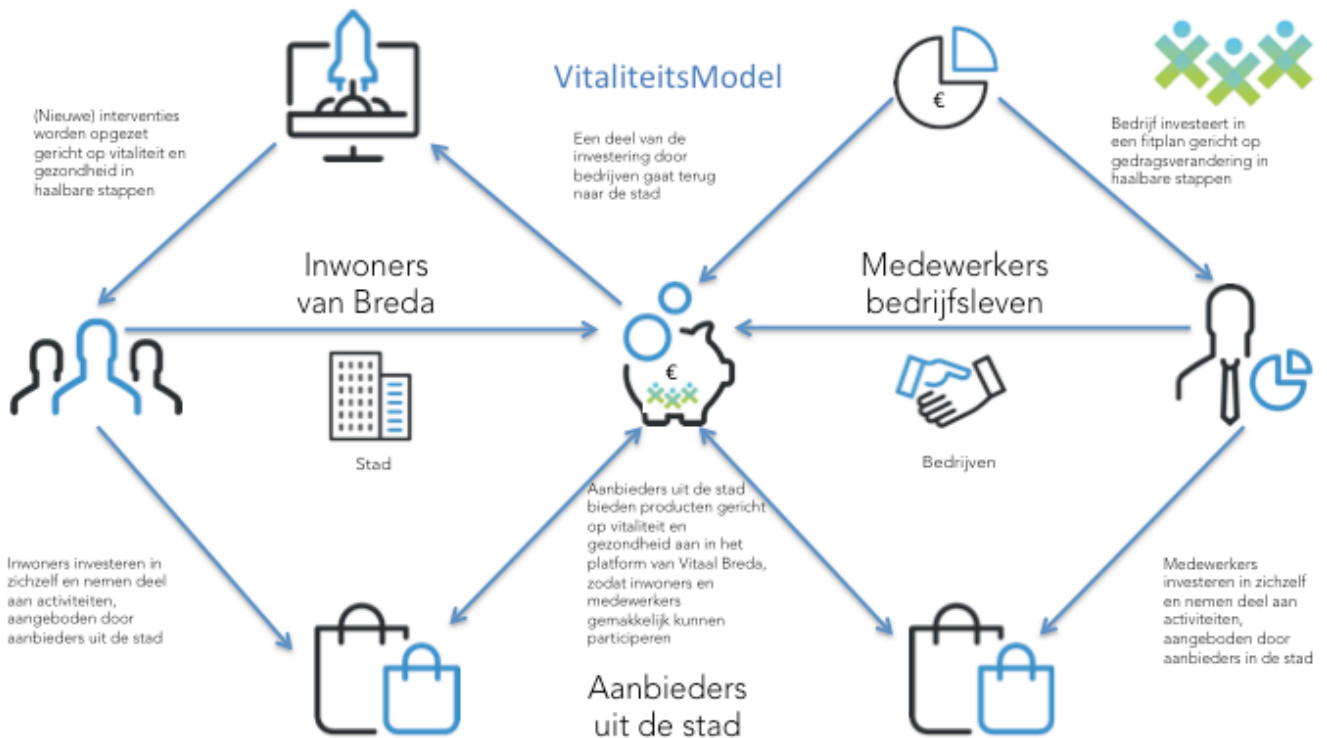 VitaliteitsModel
(Nieuwe) interventies
worden opgezet
gericht op vitaliteit en
gezondheid in
haalbare stappen
Een deel van de
investering door
bedrijven gaat terug
naar de stad
€
Bedrijf investeert in
een fitplan gericht op
gedragsverandering in
haalbare stappen
Inwoners
van Breda
Medewerkers
bedrijfsleven
€
Stad
Bedrijven
Aanbieders uit de stad
bieden producten gericht
op vitaliteit en
gezondheid aan in het
platform van Vitaal Breda,
zodat inwoners en
medewerkers
gemakkelijk kunnen
participeren
Inwoners investeren in
zichzelf en nemen deel
aan activiteiten,
aangeboden door
aanbieders uit de stad
Medewerkers
investeren in zichzelf
en nemen deel aan
activiteiten,
aangeboden door
aanbieders in de stad
Aanbieders
uit de stad